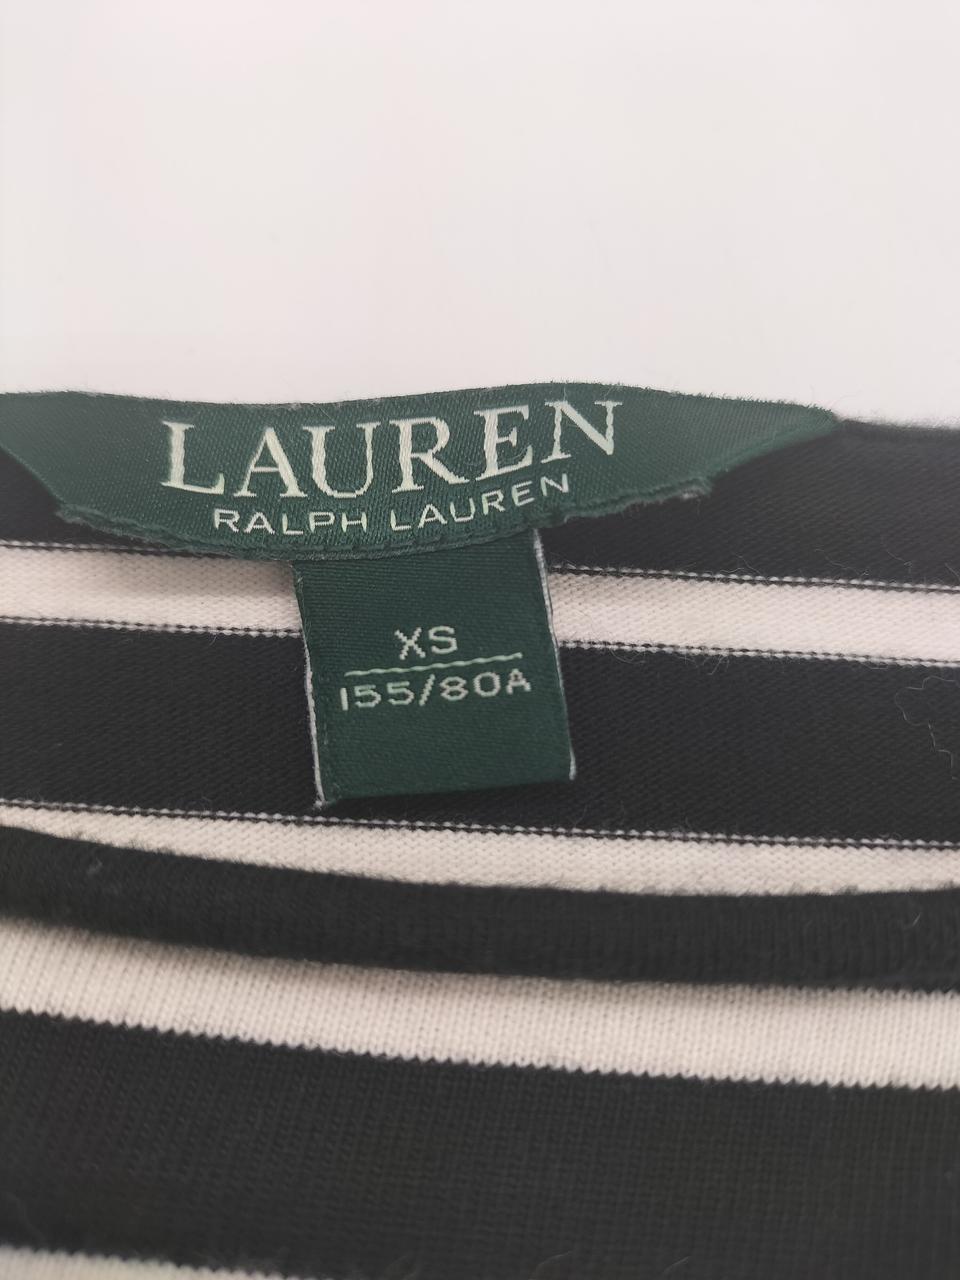 LAUREN
RALPH LAUREN
XS
155/80A